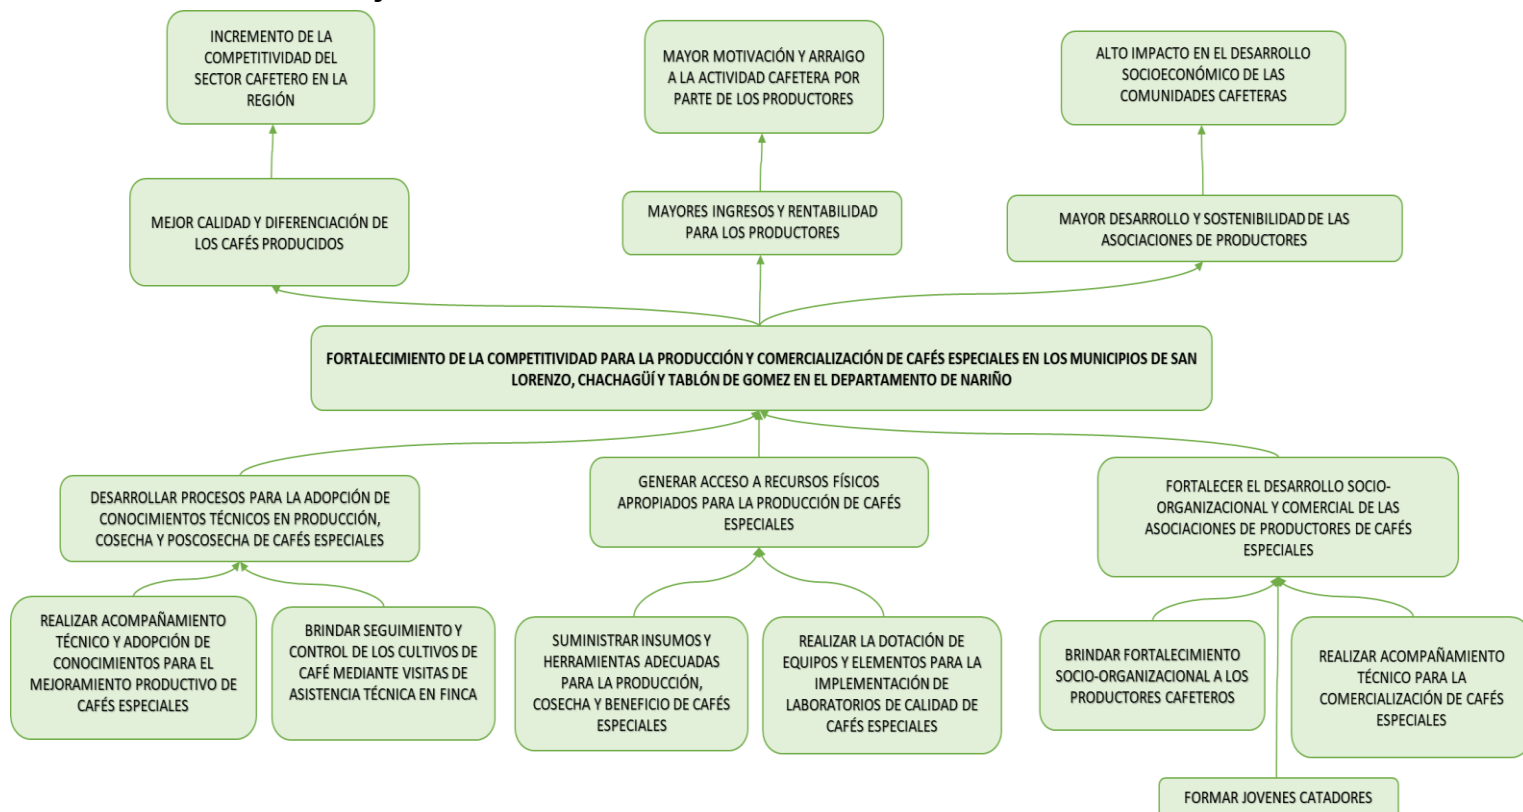 INCREMENTO DE LA
COMPETITIVIDAD DEL
SECTOR CAFETERO EN LA
REGIÓN
MAYOR MOTIVACIÓN Y ARRAIGO
A LA ACTIVIDAD CAFETERA POR
PARTE DE LOS PRODUCTORES
ALTO IMPACTO EN EL DESARROLLO
SOCIOECONÓMICO DE LAS
COMUNIDADES CAFETERAS
MEJOR CALIDAD Y DIFERENCIACIÓN DE
LOS CAFÉS PRODUCIDOS
MAYORES INGRESOS Y RENTABILIDAD
PARA LOS PRODUCTORES
MAYOR DESARROLLO Y SOSTENIBILIDAD DE LAS
ASOCIACIONES DE PRODUCTORES
FORTALECIMIENTO DE LA COMPETITIVIDAD PARA LA PRODUCCIÓN Y COMERCIALIZACIÓN DE CAFÉS ESPECIALES EN LOS MUNICIPIOS DE SAN
LORENZO, CHACHAGÜÍ Y TABLÓN DE GOMEZ EN EL DEPARTAMENTO DE NARIÑO
DESARROLLAR PROCESOS PARA LA ADOPCIÓN DE
CONOCIMIENTOS TÉCNICOS EN PRODUCCIÓN,
COSECHA Y POSCOSECHA DE CAFÉS ESPECIALES
GENERAR ACCESO A RECURSOS FÍSICOS
APROPIADOS PARA LA PRODUCCIÓN DE CAFÉS
ESPECIALES
FORTALECER EL DESARROLLO SOCIO-
ORGANIZACIONAL Y COMERCIAL DE LAS
ASOCIACIONES DE PRODUCTORES DE CAFÉS
ESPECIALES
REALIZAR ACOMPAÑAMIENTO
TÉCNICO Y ADOPCIÓN DE
CONOCIMIENTOS PARA EL
MEJORAMIENTO PRODUCTIVO DE
CAFÉS ESPECIALES
BRINDAR SEGUIMIENTO Y
CONTROL DE LOS CULTIVOS DE
CAFÉ MEDIANTE VISITAS DE
ASISTENCIA TÉCNICA EN FINCA
SUMINISTRAR INSUMOS Y
HERRAMIENTAS ADECUADAS
PARA LA PRODUCCIÓN,
COSECHA Y BENEFICIO DE CAFÉS
ESPECIALES
REALIZAR LA DOTACIÓN DE
EQUIPOS Y ELEMENTOS PARA LA
IMPLEMENTACIÓN DE
LABORATORIOS DE CALIDAD DE
CAFÉS ESPECIALES
BRINDAR FORTALECIMIENTO
SOCIO-ORGANIZACIONAL A LOS
PRODUCTORES CAFETEROS
REALIZAR ACOMPAÑAMIENTO
TÉCNICO PARA LA
COMERCIALIZACIÓN DE CAFÉS
ESPECIALES
FORMAR JOVENES CATADORES